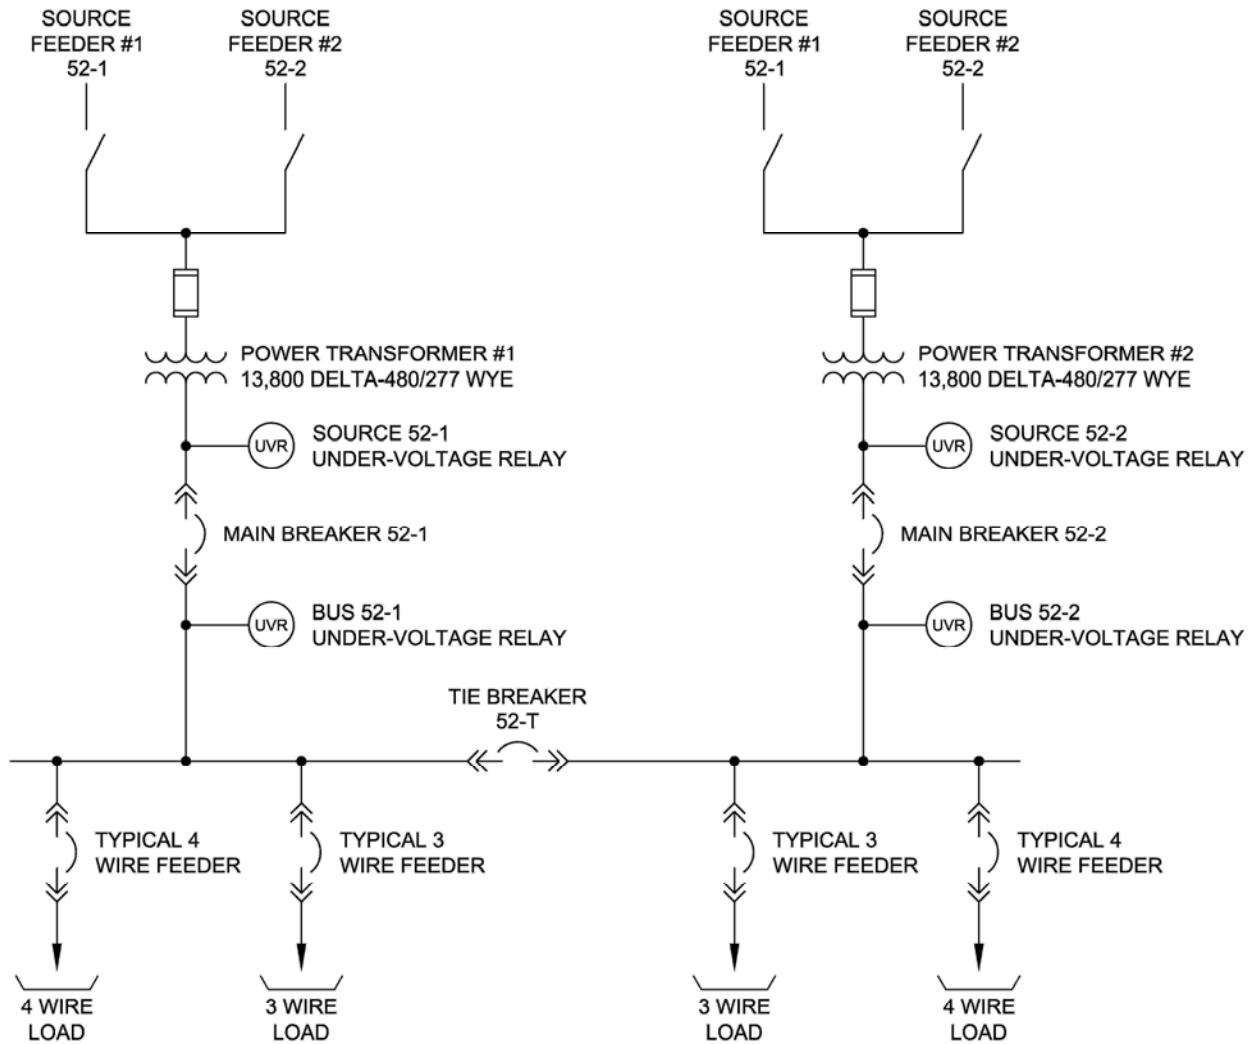 SOURCE
FEEDER #1
52-1
SOURCE
FEEDER #2
52-2
SOURCE
FEEDER #1
52-1
SOURCE
FEEDER #2
52-2
POWER TRANSFORMER #1
13,800 DELTA-480/277 WYE
POWER TRANSFORMER #2
13,800 DELTA-480/277 WYE
UVR
SOURCE 52-1
UNDER-VOLTAGE RELAY
UVR
SOURCE 52-2
UNDER-VOLTAGE RELAY
MAIN BREAKER 52-1
MAIN BREAKER 52-2
UVR
BUS 52-1
UNDER-VOLTAGE RELAY
UVR
BUS 52-2
UNDER-VOLTAGE RELAY
TIE BREAKER
52-T
TYPICAL 4
WIRE FEEDER
TYPICAL 3
WIRE FEEDER
TYPICAL 3
WIRE FEEDER
TYPICAL 4
WIRE FEEDER
4 WIRE
LOAD
3 WIRE
LOAD
3 WIRE
LOAD
4 WIRE
LOAD